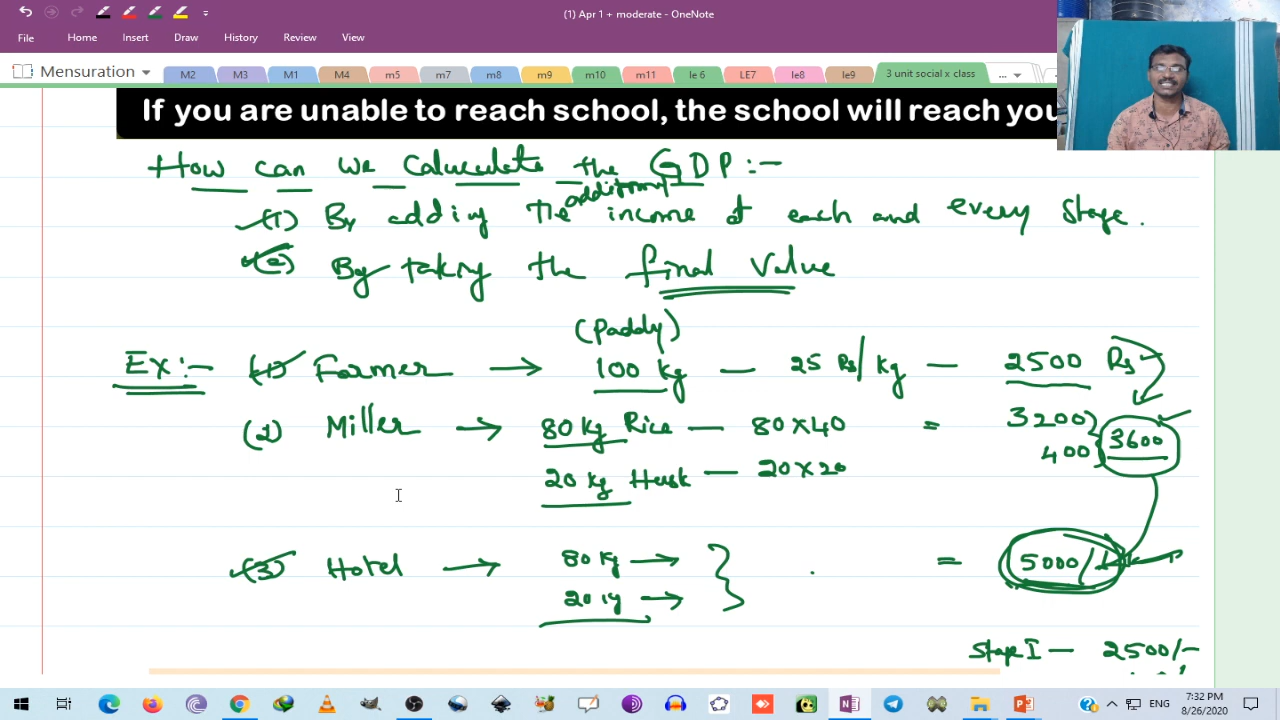 (1) Apr 1 + moderate - OneNote
File Home Insert Draw History Review View
Mensuration M2 M3 M1 M4 m5 m7 m8 m9 m10 m11 le 6 LE7 le8 le9 3 unit social x class ...
If you are unable to reach school, the school will reach you
How can we Calculate the GDP:-
additional
(1) By adding The income at each and every Stage.
(2) By taking the final Value
(Paddy)
Ex:- (1) Farmer → 100 kg — 25 Rs/kg — 2500 Rs
(2) Miller → 80 kg Rice — 80×40 = 3200
400 } 3600
20 kg Husk — 20×20
(3) Hotel → 80 kg →
20 kg → } = 5000/-
Stage I — 2500/-
ENG 7:32 PM
8/26/2020